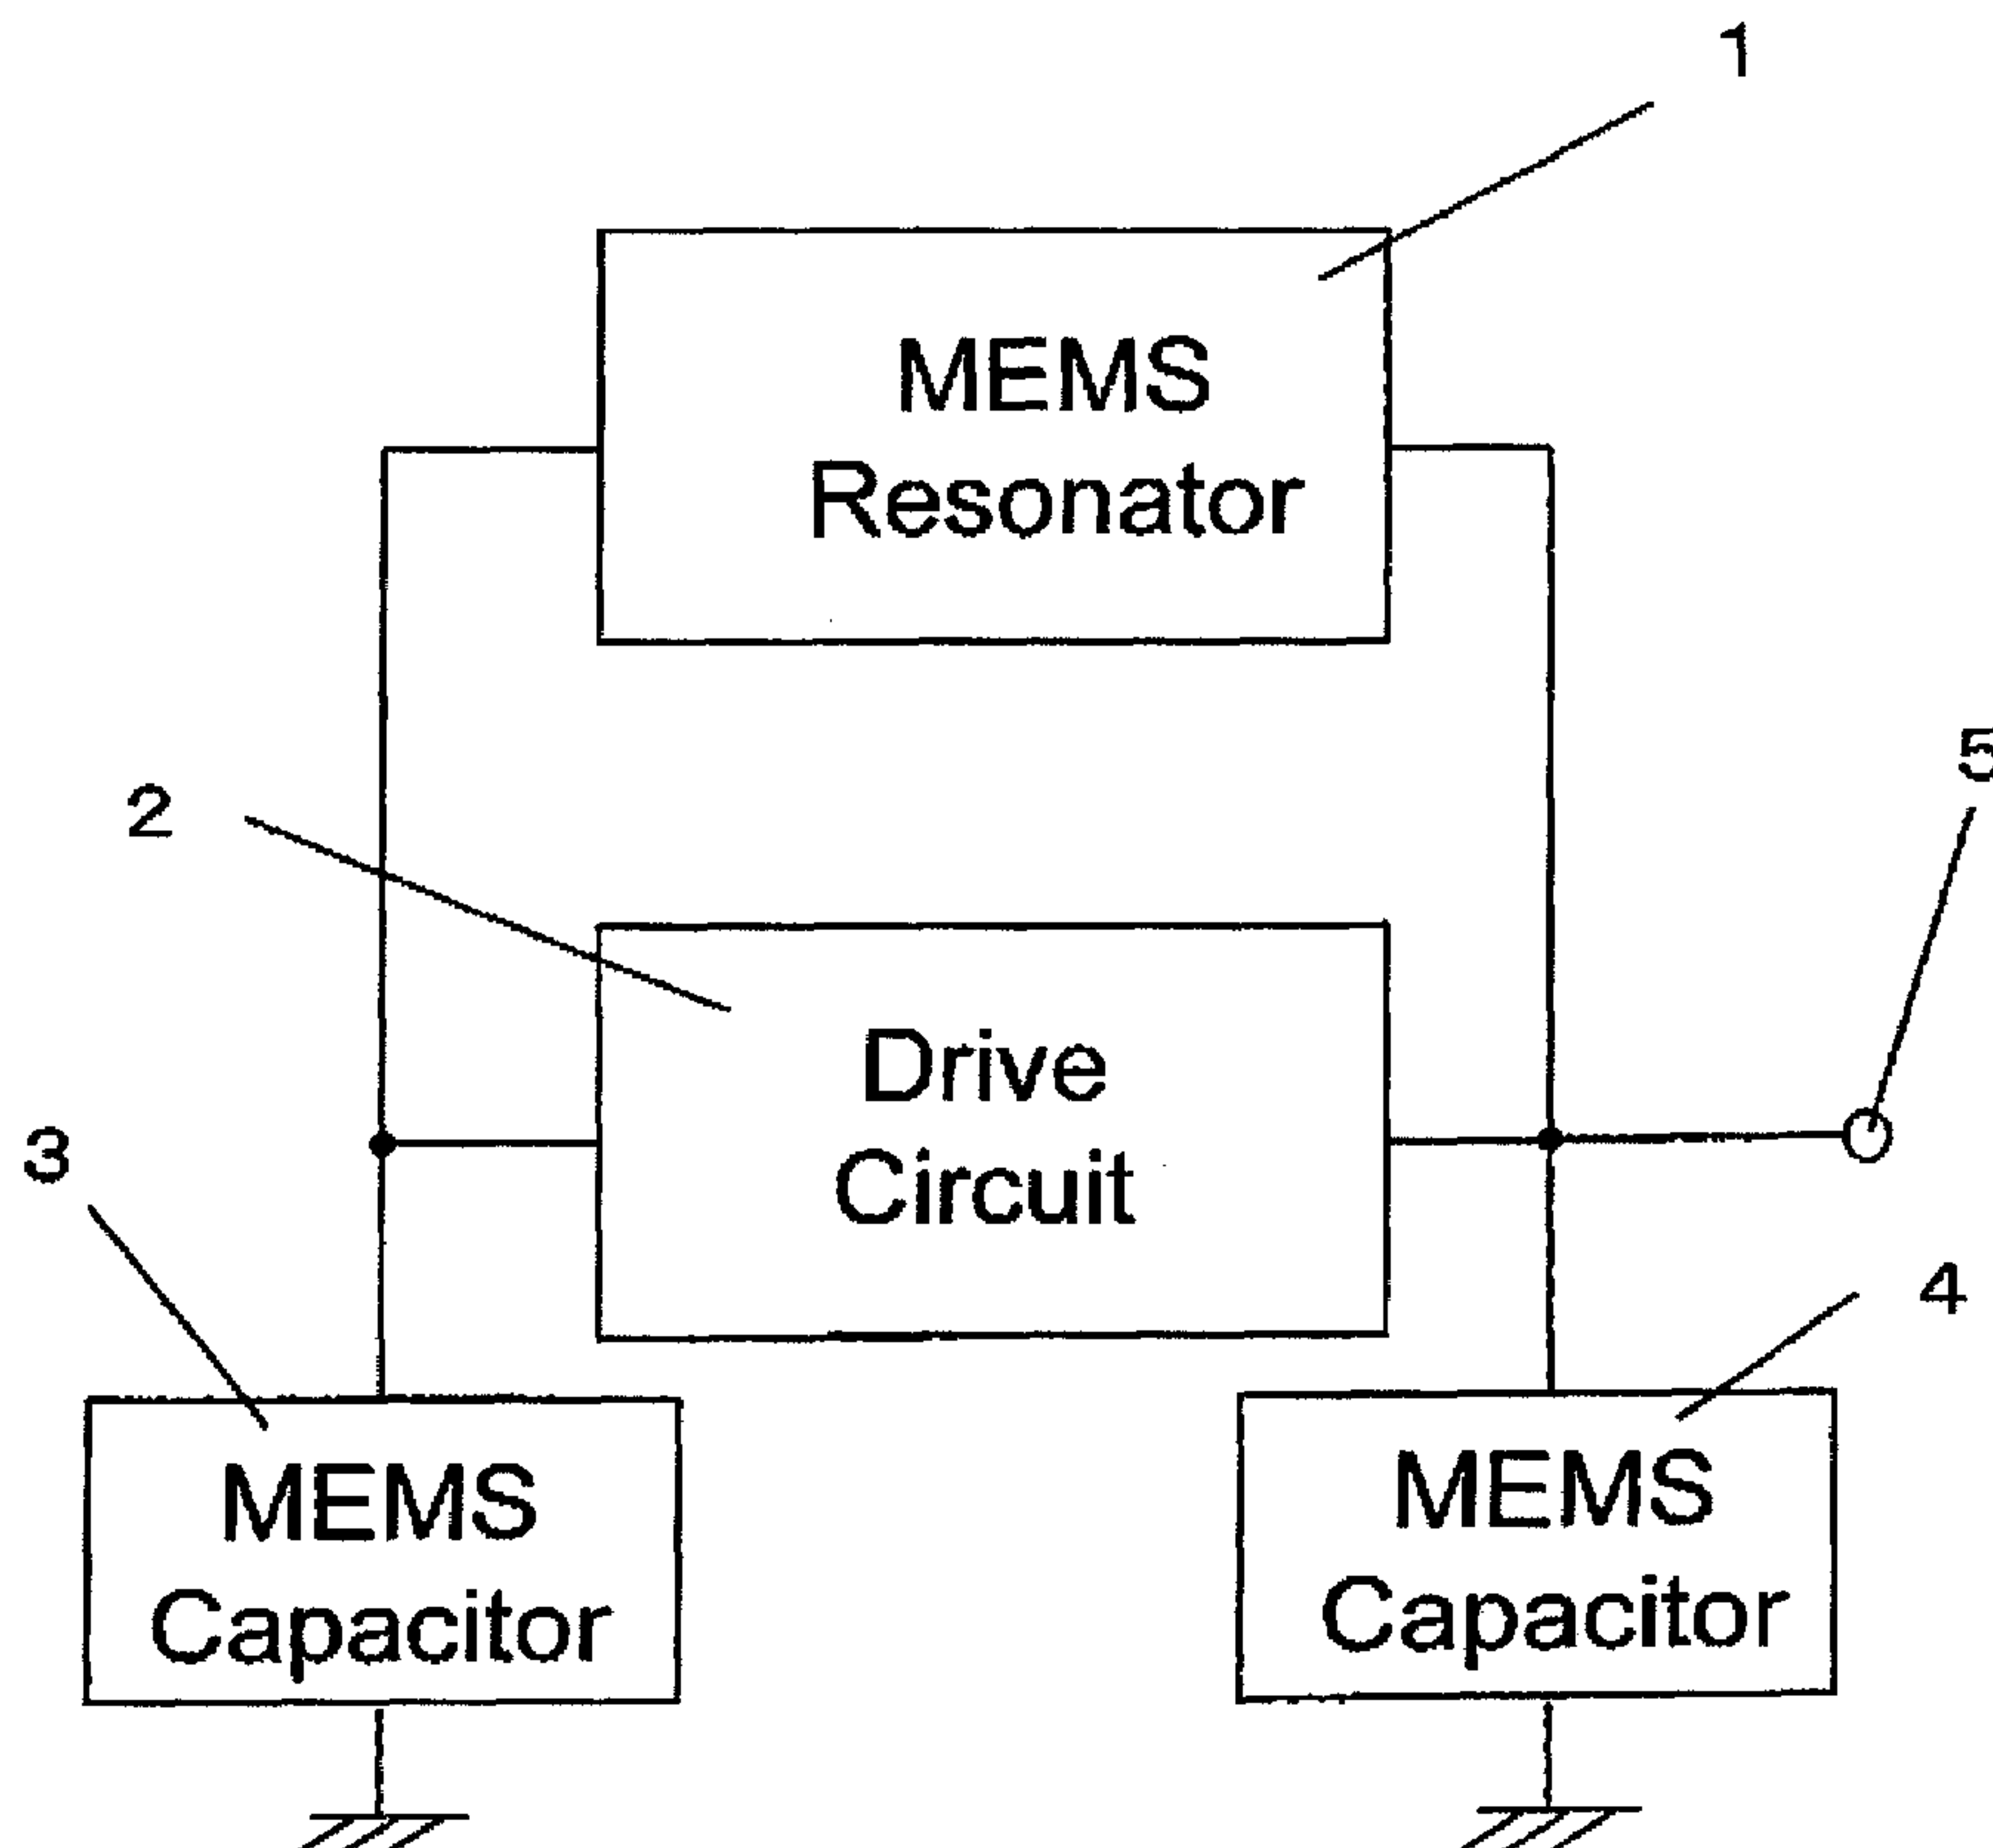 1
MEMS
Resonator
5
2
Drive
Circuit
3
4
MEMS
Capacitor
MEMS
Capacitor